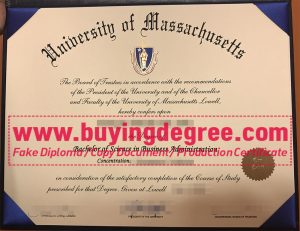 University of Massachusetts
The Board of Trustees in accordance with the recommendations
of the President of the University and of the Chancellor
and Faculty of the University of Massachusetts Lowell,
hereby confers upon
www.buyingdegree.com
Fake Diploma/Copy Document/Production Certificate
Bachelor of Science in Business Administration
Concentration:
in consideration of the satisfactory completion of the Course of Study
presented for that Degree. Given at Lowell